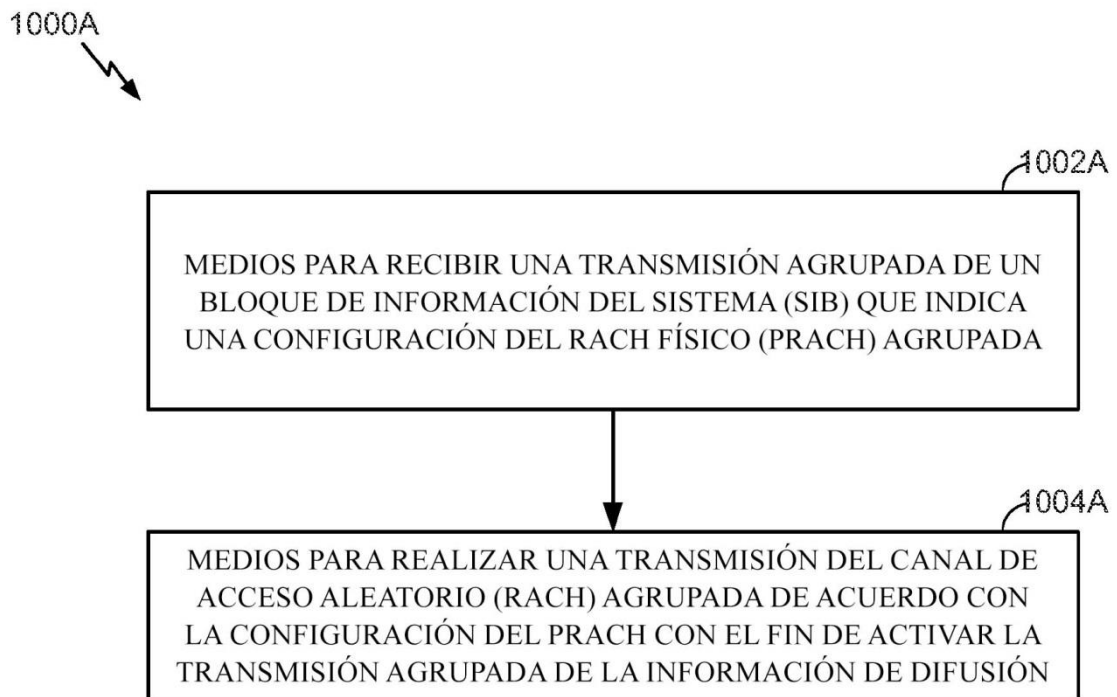 1000A
1002A
MEDIOS PARA RECIBIR UNA TRANSMISIÓN AGRUPADA DE UN
BLOQUE DE INFORMACIÓN DEL SISTEMA (SIB) QUE INDICA
UNA CONFIGURACIÓN DEL RACH FÍSICO (PRACH) AGRUPADA
1004A
MEDIOS PARA REALIZAR UNA TRANSMISIÓN DEL CANAL DE
ACCESO ALEATORIO (RACH) AGRUPADA DE ACUERDO CON
LA CONFIGURACIÓN DEL PRACH CON EL FIN DE ACTIVAR LA
TRANSMISIÓN AGRUPADA DE LA INFORMACIÓN DE DIFUSIÓN